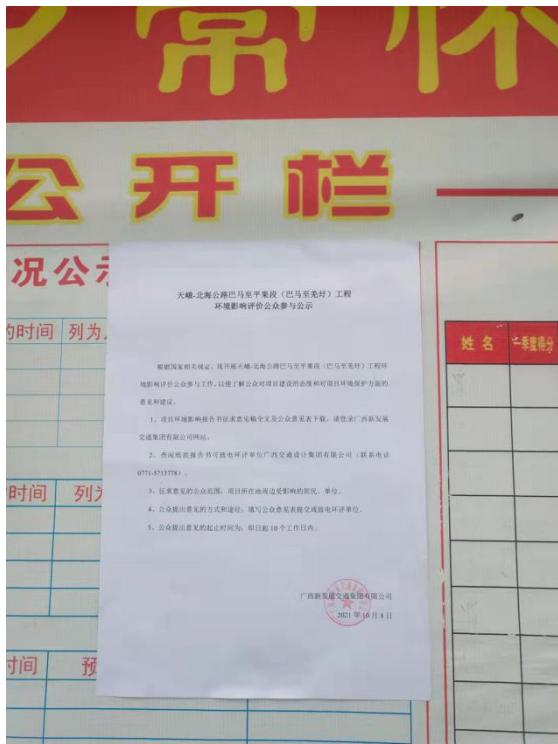 常怀
公开栏
况公示
的时间 列为
时间 列为
时间 预
姓名 一季度得分
天峨-北海公路巴马至平果段（巴马至羌圩）工程
环境影响评价公众参与公示
根据国家相关规定，现开展天峨-北海公路巴马至平果段（巴马至羌圩）工程环
境影响评价公众参与工作，以便了解公众对项目建设的态度和对项目环境保护方面的
意见和建议。
1、项目环境影响报告书征求意见稿全文及公众意见表下载，请登录广西新发展
交通集团有限公司网站。
2、查阅纸质报告书可致电环评单位广西交通设计集团有限公司（联系电话
0771-5713778）。
3、征求意见的公众范围：项目所在地周边受影响的居民、单位。
4、公众提出意见的方式和途径：填写公众意见表提交或致电环评单位。
5、公众提出意见的起止时间为：即日起 10 个工作日内。
广西新发展交通集团有限公司
2021 年 10 月 8 日